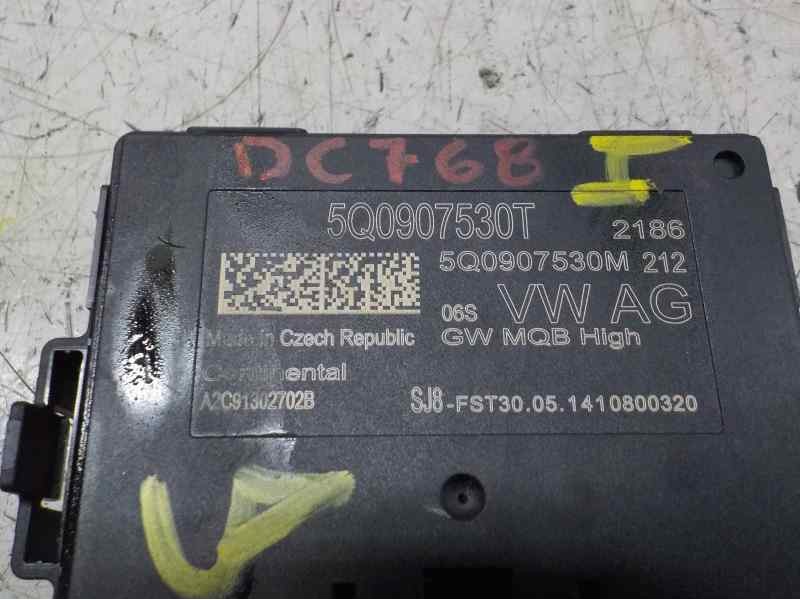 DC768 I
5Q0907530T 2186
5Q0907530M 212
06S VW AG
Made in Czech Republic GW MQB High
Continental
A2C91302702B SJ8-FST30.05.1410800320